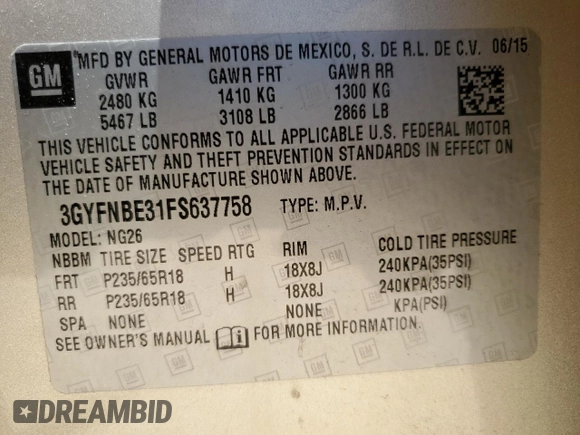 GM
MFD BY GENERAL MOTORS DE MEXICO, S. DE R.L. DE C.V. 06/15
GVWR GAWR FRT GAWR RR
2480 KG 1410 KG 1300 KG
5467 LB 3108 LB 2866 LB
THIS VEHICLE CONFORMS TO ALL APPLICABLE U.S. FEDERAL MOTOR
VEHICLE SAFETY AND THEFT PREVENTION STANDARDS IN EFFECT ON
THE DATE OF MANUFACTURE SHOWN ABOVE.
3GYFNBE31FS637758 TYPE: M.P.V.
MODEL: NG26
NBBM TIRE SIZE SPEED RTG RIM COLD TIRE PRESSURE
FRT P235/65R18 H 18X8J 240KPA(35PSI)
RR P235/65R18 H 18X8J 240KPA(35PSI)
SPA NONE NONE KPA(PSI)
SEE OWNER'S MANUAL FOR MORE INFORMATION.
DREAMBID